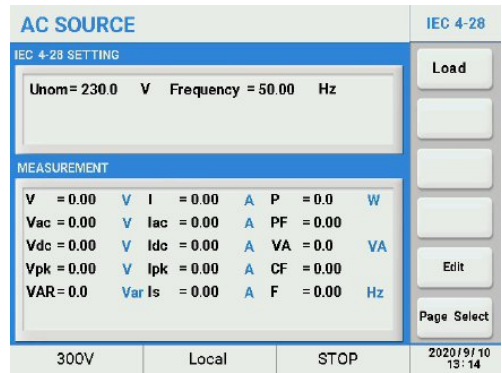 AC SOURCE
IEC 4-28
IEC 4-28 SETTING
Unom= 230.0 V Frequency = 50.00 Hz
Load
MEASUREMENT
V = 0.00 V I = 0.00 A P = 0.0 W
Vac = 0.00 V Iac = 0.00 A PF = 0.00
Vdc = 0.00 V Idc = 0.00 A VA = 0.0 VA
Vpk = 0.00 V Ipk = 0.00 A CF = 0.00
VAR= 0.0 Var Is = 0.00 A F = 0.00 Hz
Edit
Page Select
300V Local STOP
2020/9/10
13:14